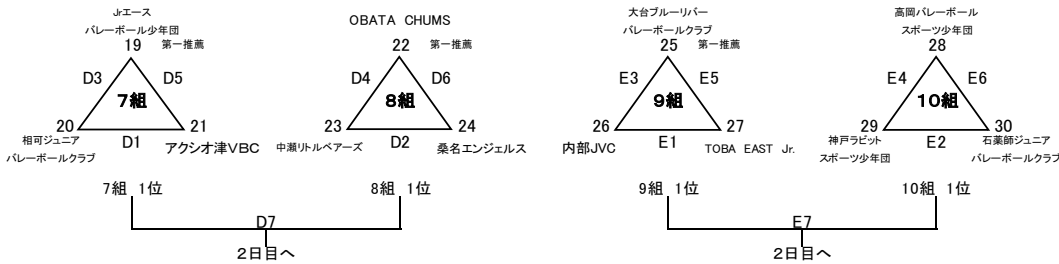 Jrエース
バレーボール少年団
19 第一推薦
D3 D5
7組
20 D1 21
相可ジュニア
バレーボールクラブ
アクシオ津VBC
OBATA CHUMS
22 第一推薦
D4 D6
8組
23 D2 24
中瀬リトルベアーズ 桑名エンジェルス
大台ブルーリバー
バレーボールクラブ
25 第一推薦
E3 E5
9組
26 E1 27
内部JVC TOBA EAST Jr.
高岡バレーボール
スポーツ少年団
28
E4 E6
10組
29 E2 30
神戸ラビット
スポーツ少年団
石薬師ジュニア
バレーボールクラブ
7組 1位 8組 1位
D7
2日目へ
9組 1位 10組 1位
E7
2日目へ